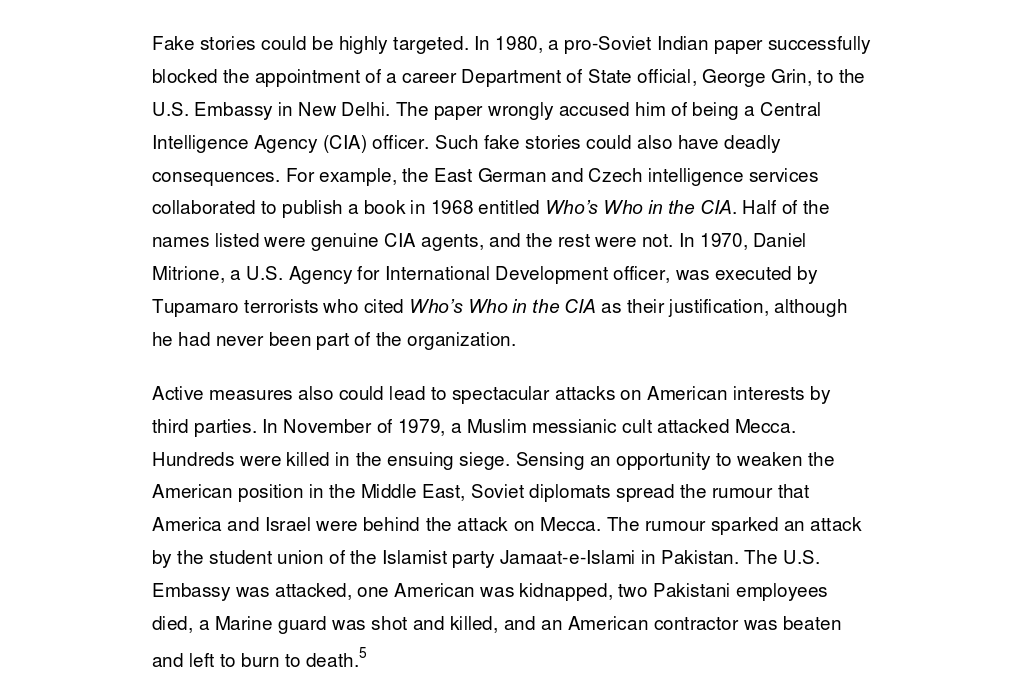 Fake stories could be highly targeted. In 1980, a pro-Soviet Indian paper successfully
blocked the appointment of a career Department of State official, George Grin, to the
U.S. Embassy in New Delhi. The paper wrongly accused him of being a Central
Intelligence Agency (CIA) officer. Such fake stories could also have deadly
consequences. For example, the East German and Czech intelligence services
collaborated to publish a book in 1968 entitled Who’s Who in the CIA. Half of the
names listed were genuine CIA agents, and the rest were not. In 1970, Daniel
Mitrione, a U.S. Agency for International Development officer, was executed by
Tupamaro terrorists who cited Who’s Who in the CIA as their justification, although
he had never been part of the organization.
Active measures also could lead to spectacular attacks on American interests by
third parties. In November of 1979, a Muslim messianic cult attacked Mecca.
Hundreds were killed in the ensuing siege. Sensing an opportunity to weaken the
American position in the Middle East, Soviet diplomats spread the rumour that
America and Israel were behind the attack on Mecca. The rumour sparked an attack
by the student union of the Islamist party Jamaat-e-Islami in Pakistan. The U.S.
Embassy was attacked, one American was kidnapped, two Pakistani employees
died, a Marine guard was shot and killed, and an American contractor was beaten
and left to burn to death.5